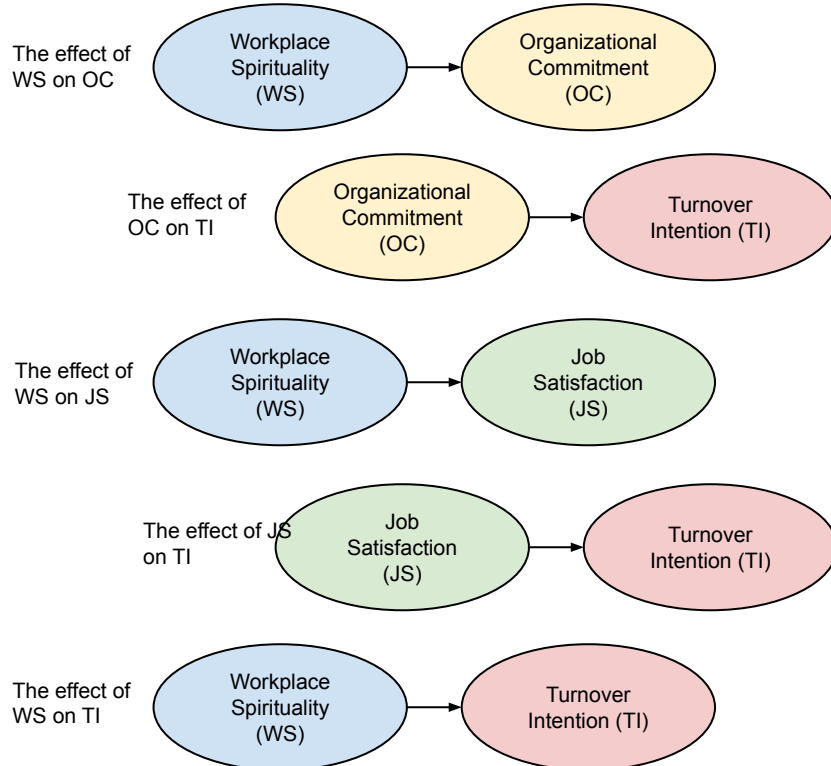 The effect of
WS on OC
Workplace
Spirituality
(WS)
Organizational
Commitment
(OC)
The effect of
OC on TI
Organizational
Commitment
(OC)
Turnover
Intention (TI)
The effect of
WS on JS
Workplace
Spirituality
(WS)
Job
Satisfaction
(JS)
The effect of JS
on TI
Job
Satisfaction
(JS)
Turnover
Intention (TI)
The effect of
WS on TI
Workplace
Spirituality
(WS)
Turnover
Intention (TI)